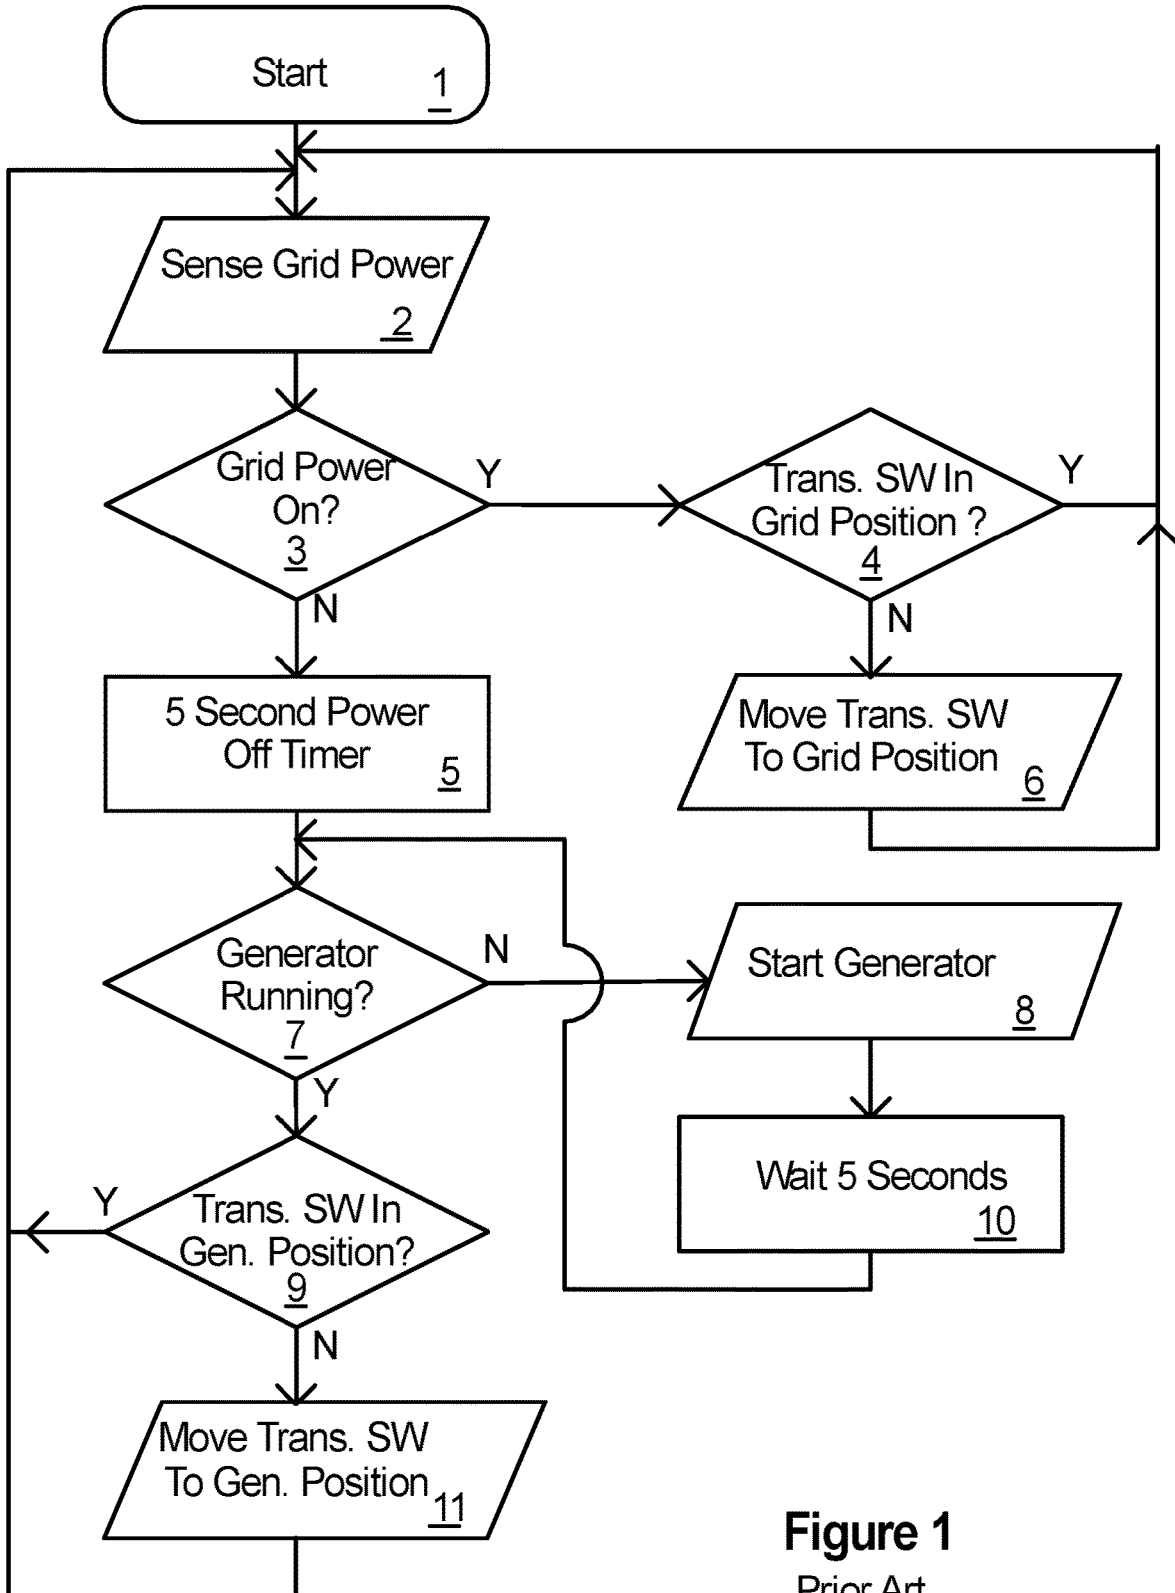 Start
1
Sense Grid Power
2
Grid Power
On?
3
Y
N
Trans. SW In
Grid Position ?
4
Y
N
5 Second Power
Off Timer
5
Move Trans. SW
To Grid Position
6
Generator
Running?
7
N
Y
Start Generator
8
Wait 5 Seconds
10
Trans. SW In
Gen. Position?
9
Y
N
Move Trans. SW
To Gen. Position
11
Figure 1
Prior Art